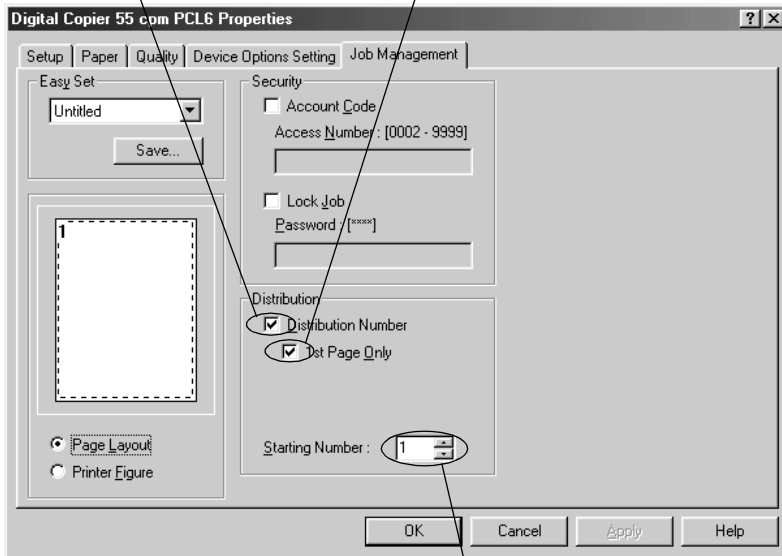 Digital Copier 55 com PCL6 Properties
Setup
Paper
Quality
Device Options Setting
Job Management
Easy Set
Untitled
Save...
1
Page Layout
Printer Figure
Security
Account Code
Access Number : [0002 - 9999]
Lock Job
Password : [****]
Distribution
Distribution Number
1st Page Only
Starting Number : 1
OK
Cancel
Apply
Help